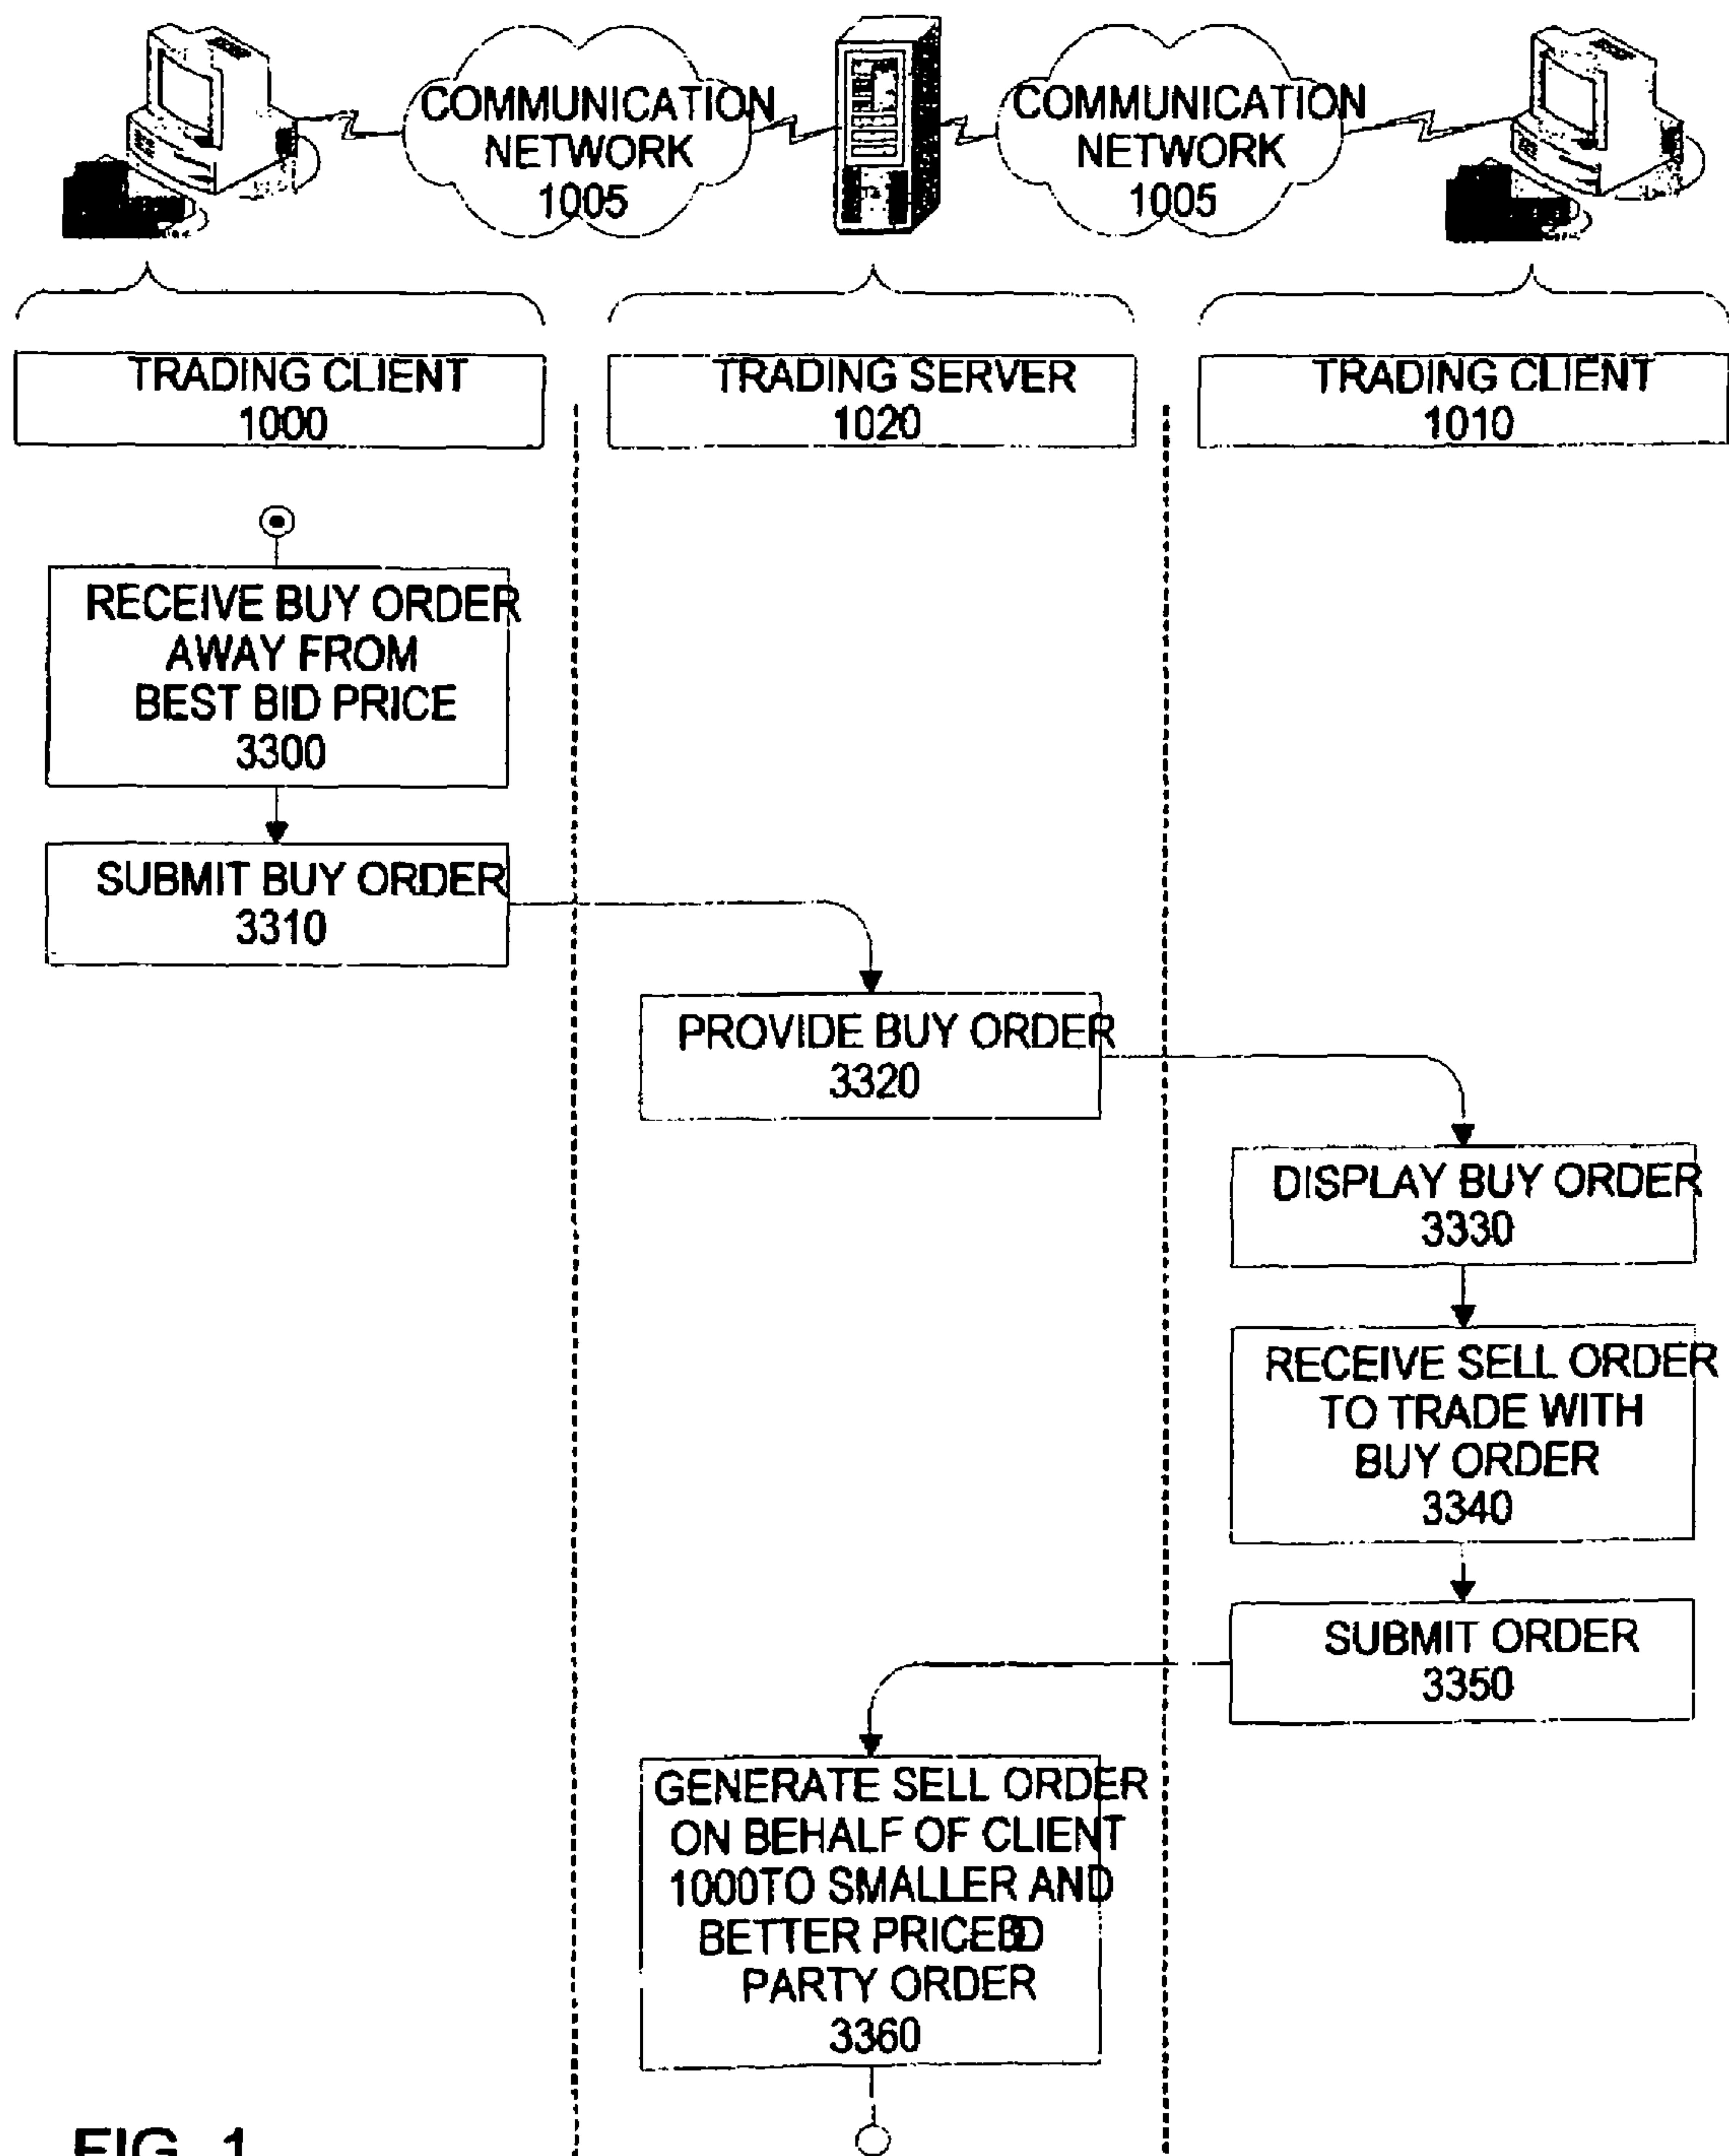 COMMUNICATION
NETWORK
1005
COMMUNICATION
NETWORK
1005
TRADING CLIENT
1000
TRADING SERVER
1020
TRADING CLIENT
1010
RECEIVE BUY ORDER
AWAY FROM
BEST BID PRICE
3300
SUBMIT BUY ORDER
3310
PROVIDE BUY ORDER
3320
DISPLAY BUY ORDER
3330
RECEIVE SELL ORDER
TO TRADE WITH
BUY ORDER
3340
SUBMIT ORDER
3350
GENERATE SELL ORDER
ON BEHALF OF CLIENT
1000TO SMALLER AND
BETTER
PARTY ORDER
3360
FIG. 1